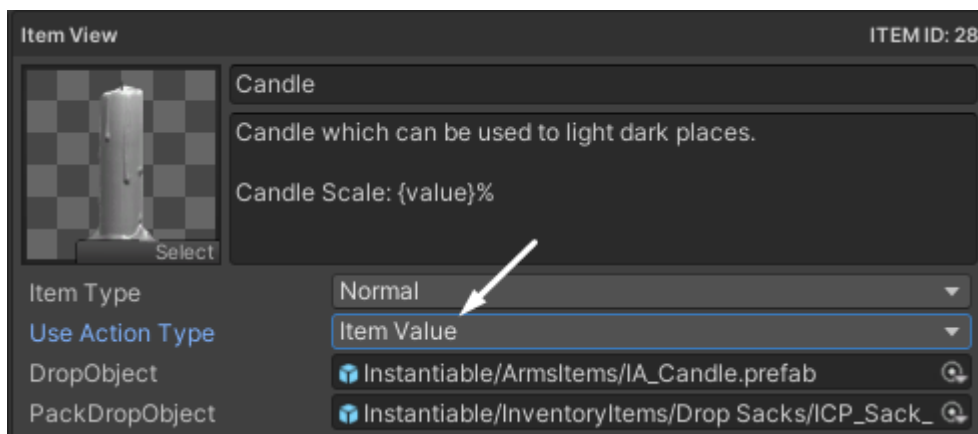 Item View ITEM ID: 28
Candle
Candle which can be used to light dark places.
Candle Scale: {value}%
Select
Item Type Normal
Use Action Type Item Value
DropObject Instantiable/ArmsItems/IA_Candle.prefab
PackDropObject Instantiable/InventoryItems/Drop Sacks/ICP_Sack_